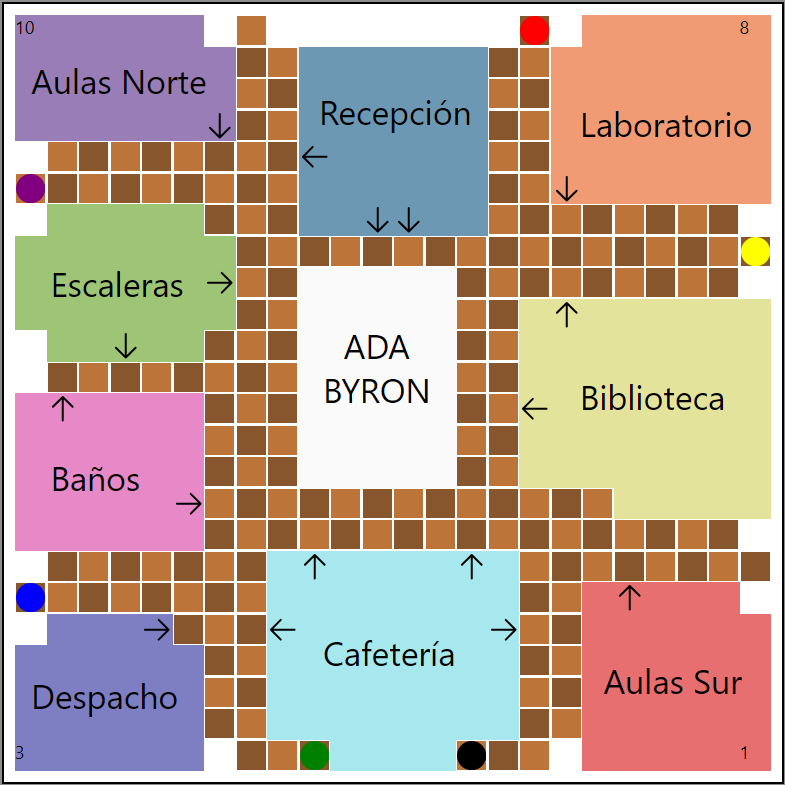 10
8
Aulas Norte
Recepción
Laboratorio
Escaleras
ADA
BYRON
Biblioteca
Baños
Cafetería
Despacho
Aulas Sur
3
1